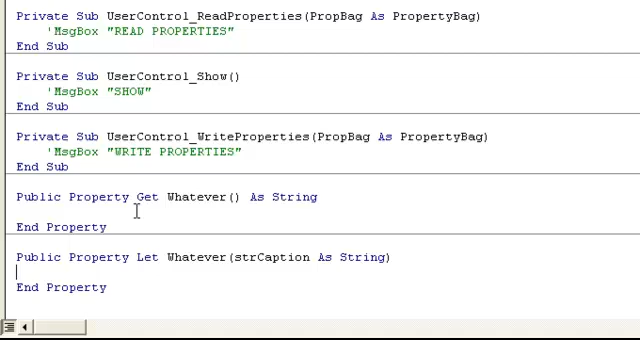 Private Sub UserControl_ReadProperties(PropBag As PropertyBag)
'MsgBox "READ PROPERTIES"
End Sub
Private Sub UserControl_Show()
'MsgBox "SHOW"
End Sub
Private Sub UserControl_WriteProperties(PropBag As PropertyBag)
'MsgBox "WRITE PROPERTIES"
End Sub
Public Property Get Whatever() As String
End Property
Public Property Let Whatever(strCaption As String)
End Property